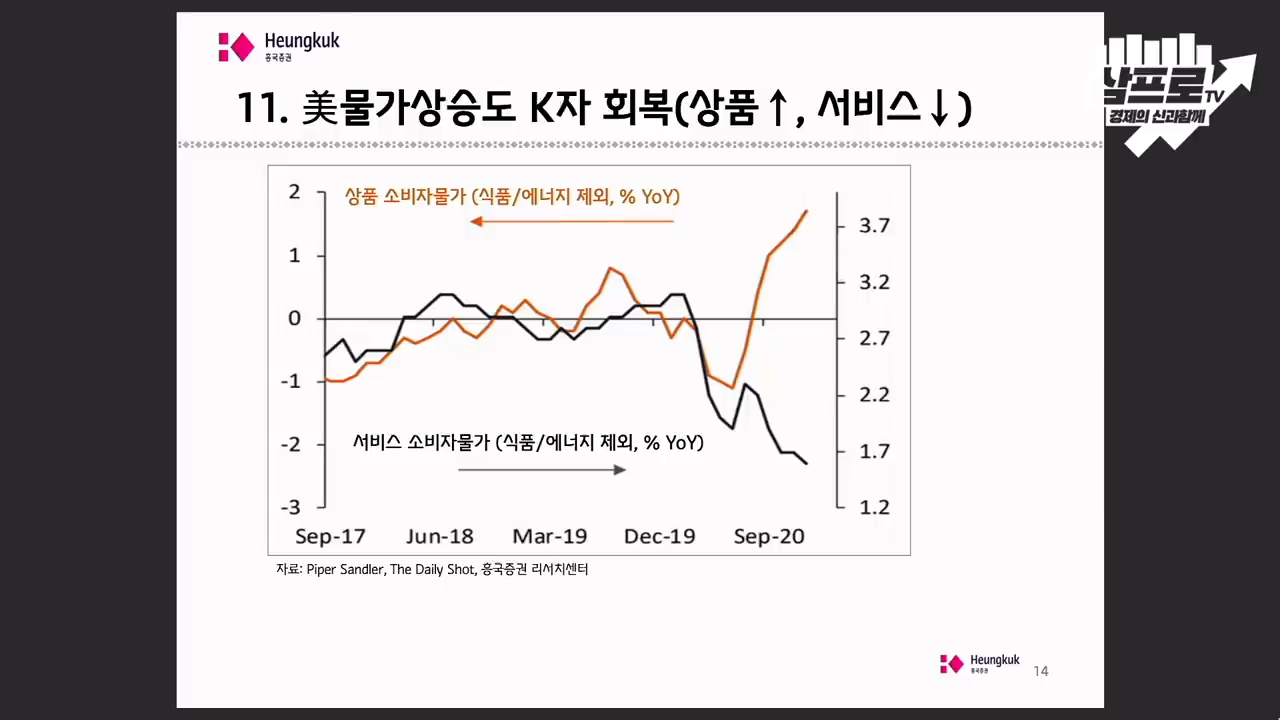 Heungkuk
흥국증권
11. 美물가상승도 K자 회복(상품↑, 서비스↓)
삼프로TV
경제의 신과함께
상품 소비자물가 (식품/에너지 제외, % YoY)
2
1
0
-1
-2
-3
3.7
3.2
2.7
2.2
1.7
1.2
서비스 소비자물가 (식품/에너지 제외, % YoY)
Sep-17 Jun-18 Mar-19 Dec-19 Sep-20
자료: Piper Sandler, The Daily Shot, 흥국증권 리서치센터
Heungkuk
흥국증권
14